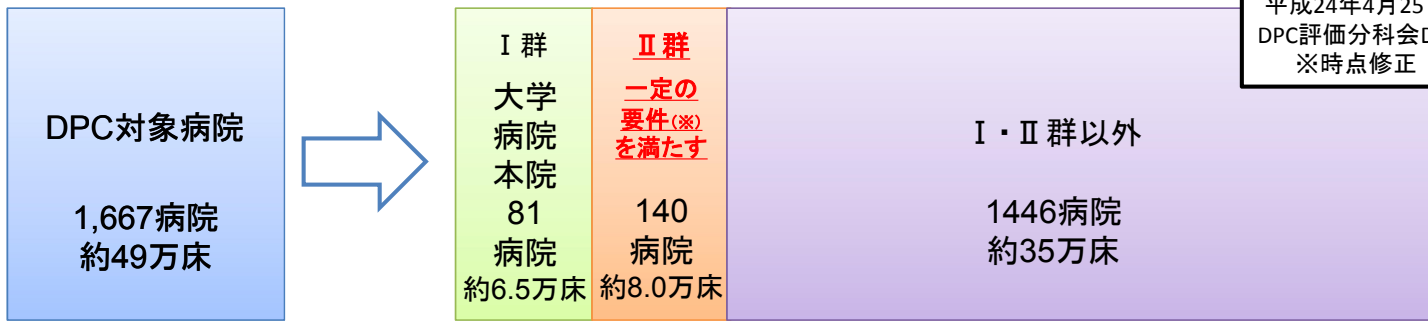 DPC対象病院
1,667病院
約49万床
Ⅰ群
大学
病院
本院
81
病院
約6.5万床
Ⅱ群
一定の
要件(※)
を満たす
140
病院
約8.0万床
Ⅰ・Ⅱ群以外
1446病院
約35万床
平成24年4月25
DPC評価分科会D
※時点修正